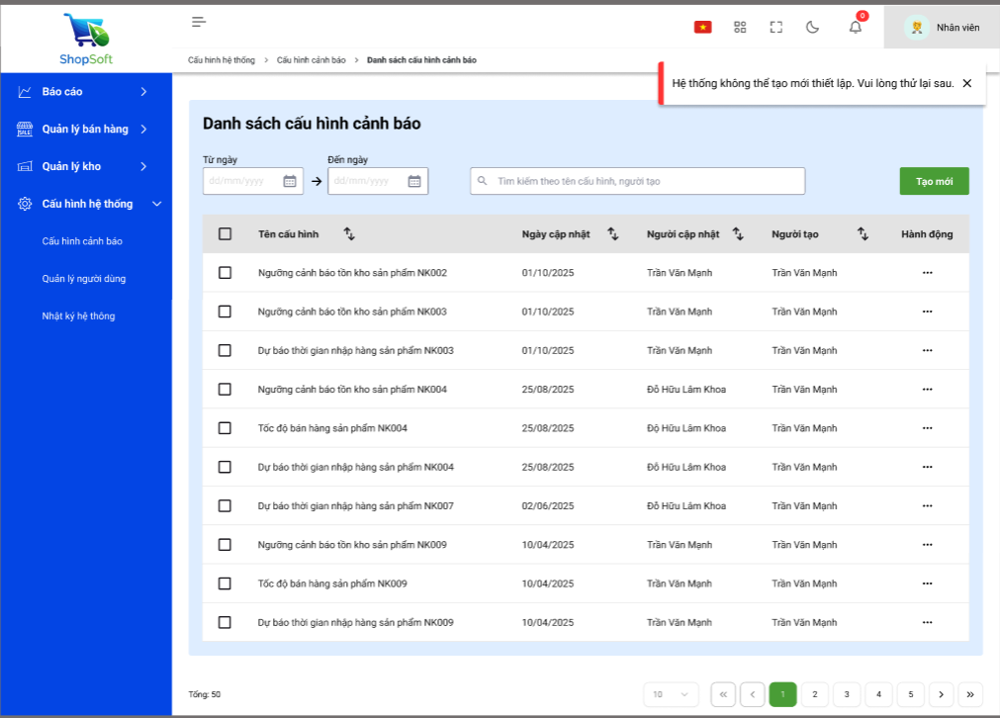 0
Nhân viên
ShopSoft
Cấu hình hệ thống > Cấu hình cảnh báo > Danh sách cấu hình cảnh báo
Hệ thống không thể tạo mới thiết lập. Vui lòng thử lại sau.
Báo cáo
Quản lý bán hàng
Quản lý kho
Cấu hình hệ thống
Cấu hình cảnh báo
Quản lý người dùng
Nhật ký hệ thông
Danh sách cấu hình cảnh báo
Từ ngày
Đến ngày
dd/mm/yyyy
dd/mm/yyyy
Tìm kiếm theo tên cấu hình, người tạo
Tạo mới
Tên cấu hình Ngày cập nhật Người cập nhật Người tạo Hành động
Ngưỡng cảnh báo tồn kho sản phẩm NK002 01/10/2025 Trần Văn Mạnh Trần Văn Mạnh ...
Ngưỡng cảnh báo tồn kho sản phẩm NK003 01/10/2025 Trần Văn Mạnh Trần Văn Mạnh ...
Dự báo thời gian nhập hàng sản phẩm NK003 01/10/2025 Trần Văn Mạnh Trần Văn Mạnh ...
Ngưỡng cảnh báo tồn kho sản phẩm NK004 25/08/2025 Đỗ Hữu Lâm Khoa Trần Văn Mạnh ...
Tốc độ bán hàng sản phẩm NK004 25/08/2025 Độ Hữu Lâm Khoa Trần Văn Mạnh ...
Dự báo thời gian nhập hàng sản phẩm NK004 25/08/2025 Đỗ Hữu Lâm Khoa Trần Văn Mạnh ...
Dự báo thời gian nhập hàng sản phẩm NK007 02/06/2025 Đỗ Hữu Lâm Khoa Trần Văn Mạnh ...
Ngưỡng cảnh báo tồn kho sản phẩm NK009 10/04/2025 Trần Văn Mạnh Trần Văn Mạnh ...
Tốc độ bán hàng sản phẩm NK009 10/04/2025 Trần Văn Mạnh Trần Văn Mạnh ...
Dự báo thời gian nhập hàng sản phẩm NK009 10/04/2025 Trần Văn Mạnh Trần Văn Mạnh ...
Tổng: 50
10 « < 1 2 3 4 5 > »